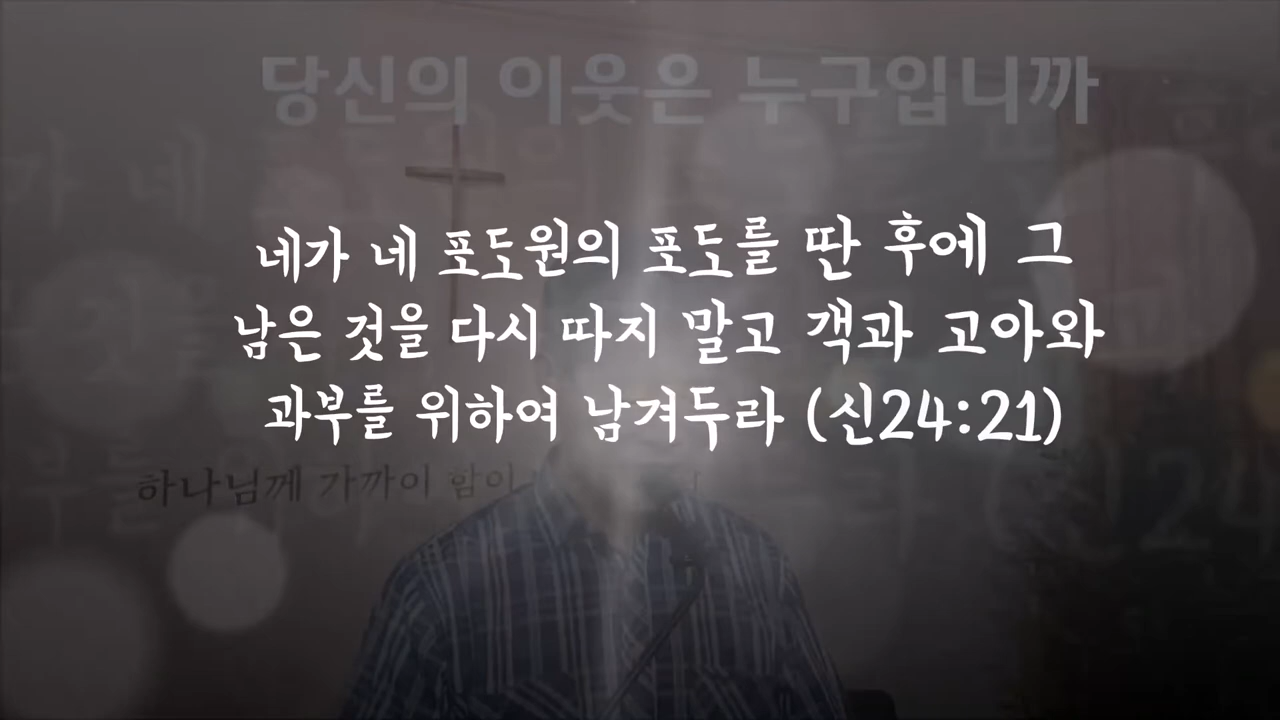 당신의 이웃은 누구입니까
네가 네 포도원의 포도를 딴 후에 그
남은 것을 다시 따지 말고 객과 고아와
과부를 위하여 남겨두라 (신24:21)
하나님께 가까이 함이